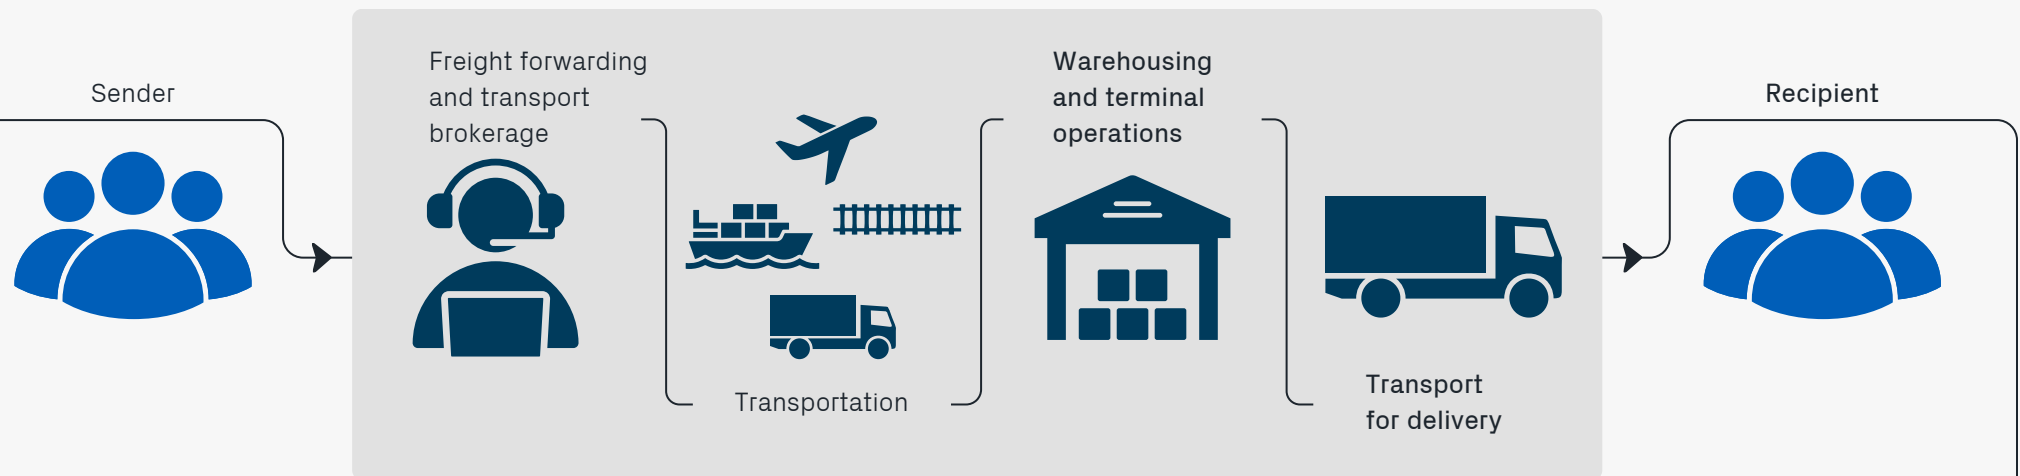 Sender
Freight forwarding
and transport
brokerage
Transportation
Warehousing
and terminal
operations
Transport
for delivery
Recipient